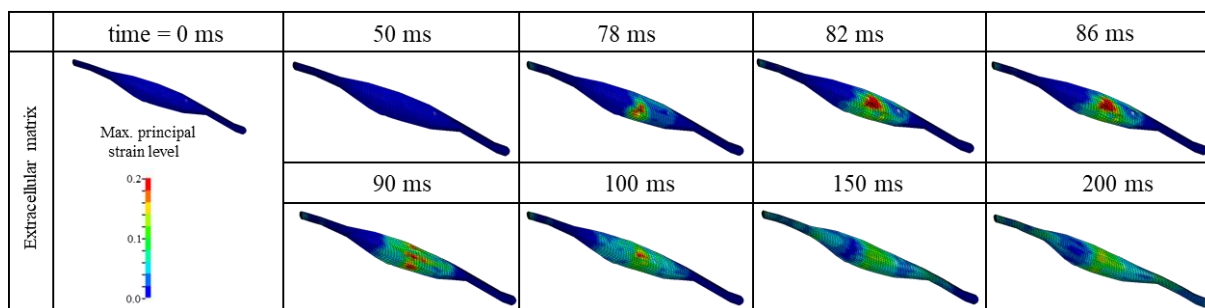 time = 0 ms
50 ms
78 ms
82 ms
86 ms
Extracellular matrix
Max. principal
strain level
0.2
0.1
0.0
90 ms
100 ms
150 ms
200 ms